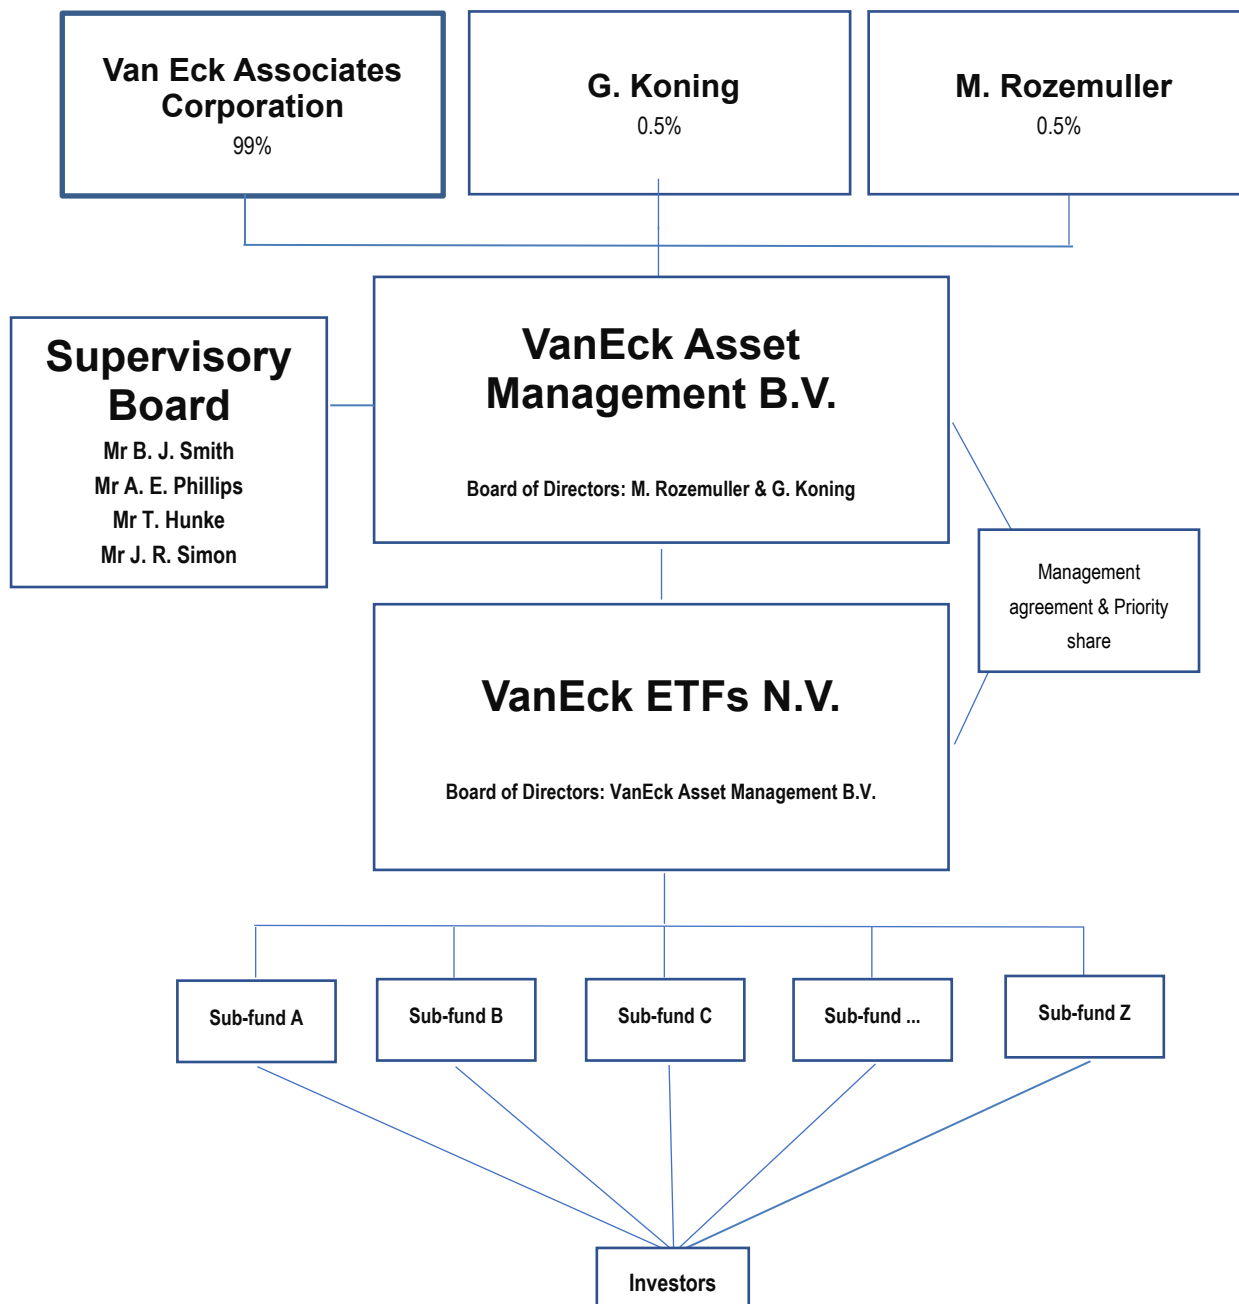 Van Eck Associates
Corporation
99%
G. Koning
0.5%
M. Rozemuller
0.5%
Supervisory
Board
Mr B. J. Smith
Mr A. E. Phillips
Mr T. Hunke
Mr J. R. Simon
VanEck Asset
Management B.V.
Board of Directors: M. Rozemuller & G. Koning
Management
agreement & Priority
share
VanEck ETFs N.V.
Board of Directors: VanEck Asset Management B.V.
Sub-fund A
Sub-fund B
Sub-fund C
Sub-fund ...
Sub-fund Z
Investors